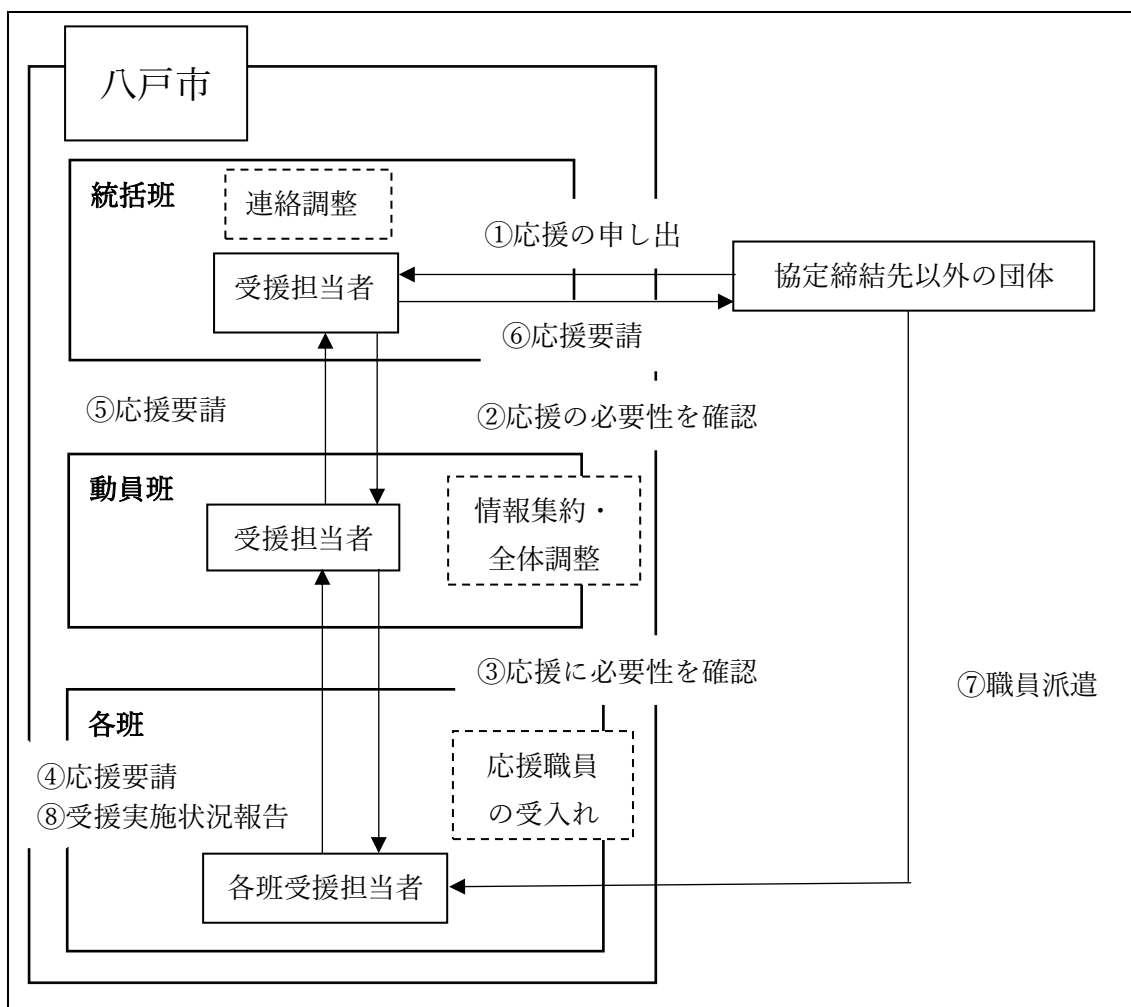 八戸市
統括班
連絡調整
①応援の申し出
受援担当者
協定締結先以外の団体
⑥応援要請
⑤応援要請
②応援の必要性を確認
動員班
情報集約・
全体調整
受援担当者
③応援に必要性を確認
⑦職員派遣
各班
応援職員
の受入れ
④応援要請
⑧受援実施状況報告
各班受援担当者